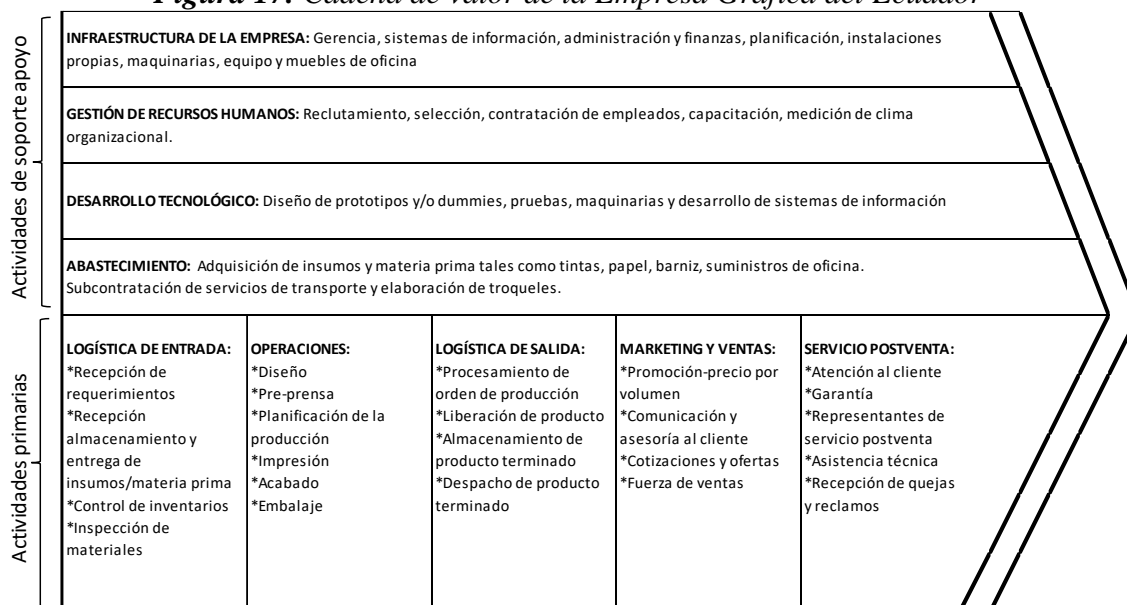 Figura 17. Cadena de valor de la Empresa Gráfica del Ecuador
Actividades de soporte apoyo
INFRAESTRUCTURA DE LA EMPRESA: Gerencia, sistemas de información, administración y finanzas, planificación, instalaciones
propias, maquinarias, equipo y muebles de oficina
GESTIÓN DE RECURSOS HUMANOS: Reclutamiento, selección, contratación de empleados, capacitación, medición de clima
organizacional.
DESARROLLO TECNOLÓGICO: Diseño de prototipos y/o dummies, pruebas, maquinarias y desarrollo de sistemas de información
ABASTECIMIENTO: Adquisición de insumos y materia prima tales como tintas, papel, barniz, suministros de oficina.
Subcontratación de servicios de transporte y elaboración de troqueles.
Actividades primarias
LOGÍSTICA DE ENTRADA:
*Recepción de
requerimientos
*Recepción
almacenamiento y
entrega de
insumos/materia prima
*Control de inventarios
*Inspección de
materiales
OPERACIONES:
*Diseño
*Pre-prensa
*Planificación de la
producción
*Impresión
*Acabado
*Embalaje
LOGÍSTICA DE SALIDA:
*Procesamiento de
orden de producción
*Liberación de producto
*Almacenamiento de
producto terminado
*Despacho de producto
terminado
MARKETING Y VENTAS:
*Promoción-precio por
volumen
*Comunicación y
asesoría al cliente
*Cotizaciones y ofertas
*Fuerza de ventas
SERVICIO POSTVENTA:
*Atención al cliente
*Garantía
*Representantes de
servicio postventa
*Asistencia técnica
*Recepción de quejas
y reclamos